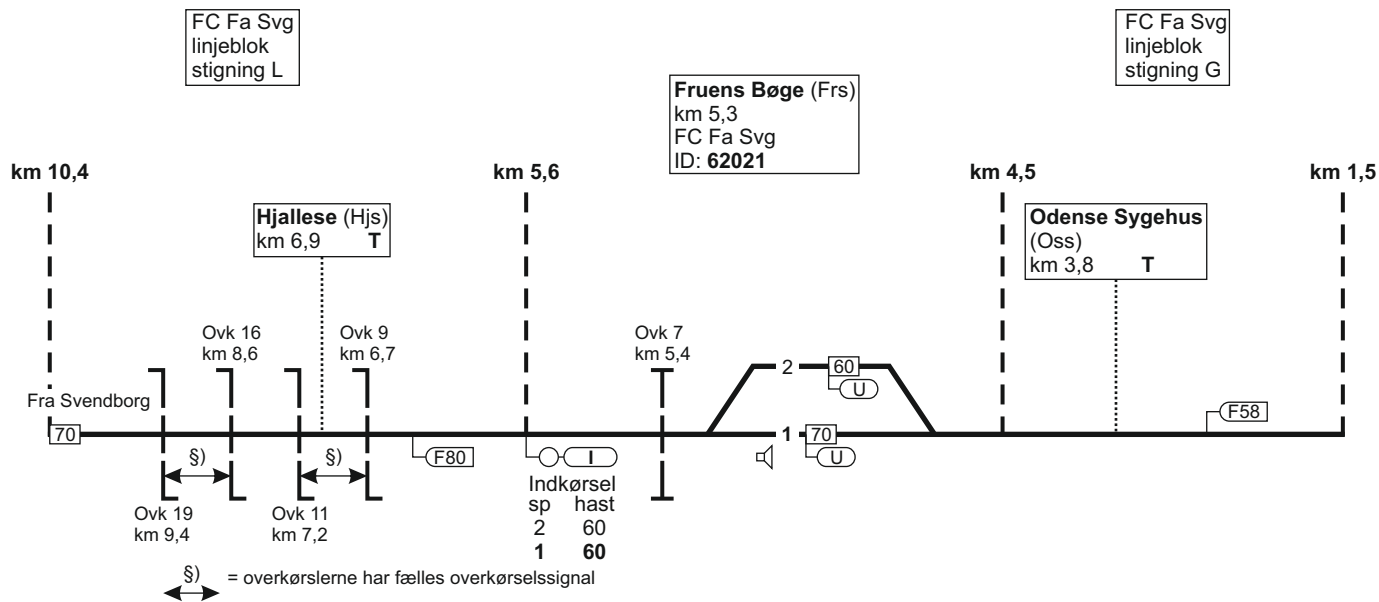 FC Fa Svg
linjeblok
stigning L
FC Fa Svg
linjeblok
stigning G
Fruens Bøge (Frs)
km 5,3
FC Fa Svg
ID: 62021
km 10,4
km 5,6
km 4,5
km 1,5
Hjallese (Hjs)
km 6,9 T
Odense Sygehus
(Oss)
km 3,8 T
Ovk 16
km 8,6
Ovk 9
km 6,7
Ovk 7
km 5,4
2 60
U
Fra Svendborg
F58
70
1 70
§)
§)
F80
I
U
Indkørsel
sp hast
2 60
1 60
Ovk 19
km 9,4
Ovk 11
km 7,2
§) = overkørslerne har fælles overkørselssignal